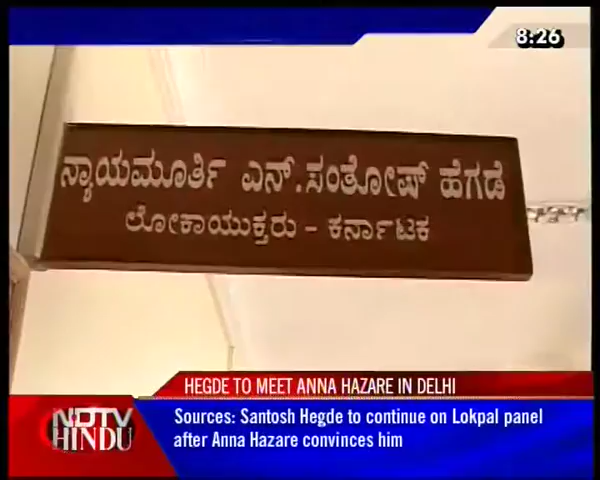 8:26
ನ್ಯಾಯಮೂರ್ತಿ ಎನ್.ಸಂತೋಷ್ ಹೆಗಡೆ
ಲೋಕಾಯುಕ್ತರು - ಕರ್ನಾಟಕ
HEGDE TO MEET ANNA HAZARE IN DELHI
NDTV
HINDU
Sources: Santosh Hegde to continue on Lokpal panel
after Anna Hazare convinces him